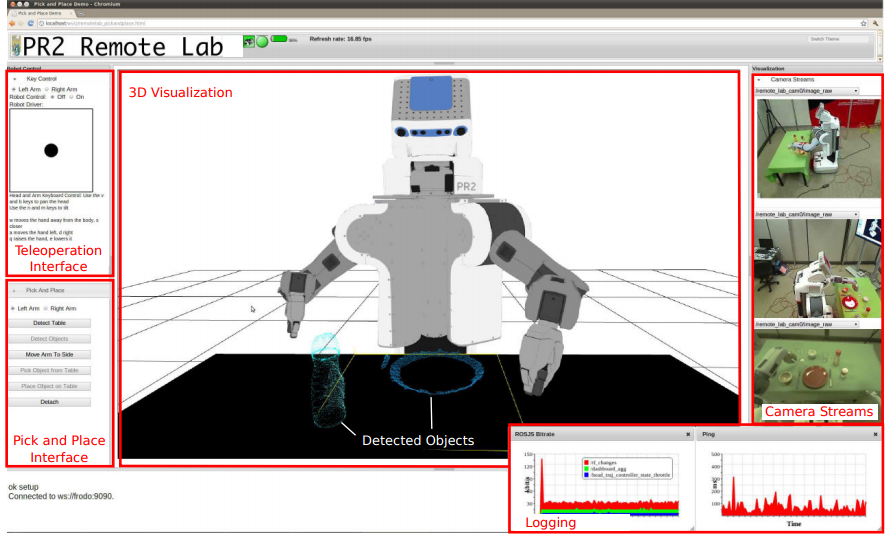 Pick and Place Demo - Chromium
Pick and Place Demo
PR2 Remote Lab
Refresh rate: 16.85 fps
Switch Theme
Robot Control
Key Control
Left Arm Right Arm
Robot Control: Off On
Robot Driver:
Head and Arm Keyboard Control: Use the v
and b keys to pan the head
Use the n and m keys to tilt.
w moves the hand away from the body, s
closer
a moves the hand left, d right
q raises the hand, e lowers it
Teleoperation
Interface
Pick And Place
Left Arm Right Arm
Detect Table
Detect Objects
Move Arm To Side
Pick Object from Table
Place Object on Table
Detach
Pick and Place
Interface
3D Visualization
PR2
Detected Objects
Visualization
Camera Streams
/remote_lab_cam0/image_raw
/remote_lab_cam0/image_raw
/remote_lab_cam0/image_raw
Camera Streams
ok setup
Connected to ws://frodo:9090.
ROSJS Bitrate
150
120
90
60
30
0
kbit/s
/tf_changes
/dashboard_agg
/head_traj_controller_state_throttle
Logging
Ping
500
400
300
200
100
Time